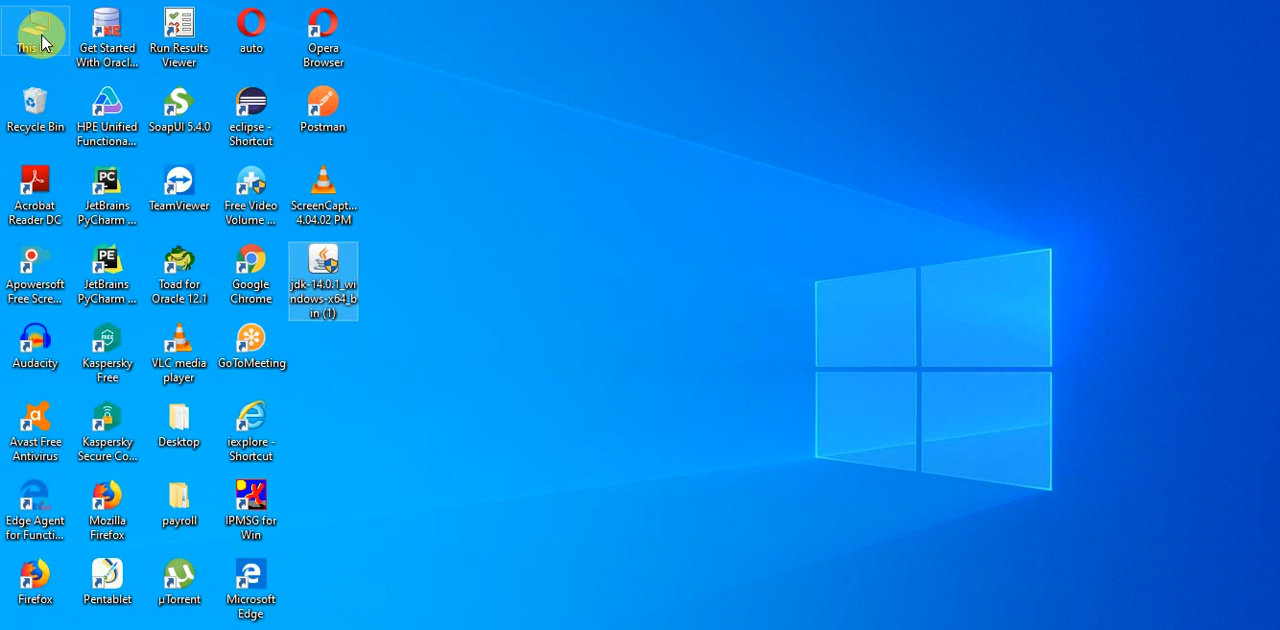 This
Get Started
With Oracl...
Run Results
Viewer
auto
Opera
Browser
Recycle Bin
HPE Unified
Functiona...
SoapUI 5.4.0
eclipse -
Shortcut
Postman
Acrobat
Reader DC
JetBrains
PyCharm ...
TeamViewer
Free Video
Volume ...
ScreenCapt...
4.04.02 PM
Apowersoft
Free Scre...
JetBrains
PyCharm ...
Toad for
Oracle 12.1
Google
Chrome
jdk-14.0.1_wi
ndows-x64_b
in (1)
Audacity
Kaspersky
Free
VLC media
player
GoToMeeting
Avast Free
Antivirus
Kaspersky
Secure Co...
Desktop
iexplore -
Shortcut
Edge Agent
for Functi...
Mozilla
Firefox
payroll
IPMSG for
Win
Firefox
Pentablet
µTorrent
Microsoft
Edge